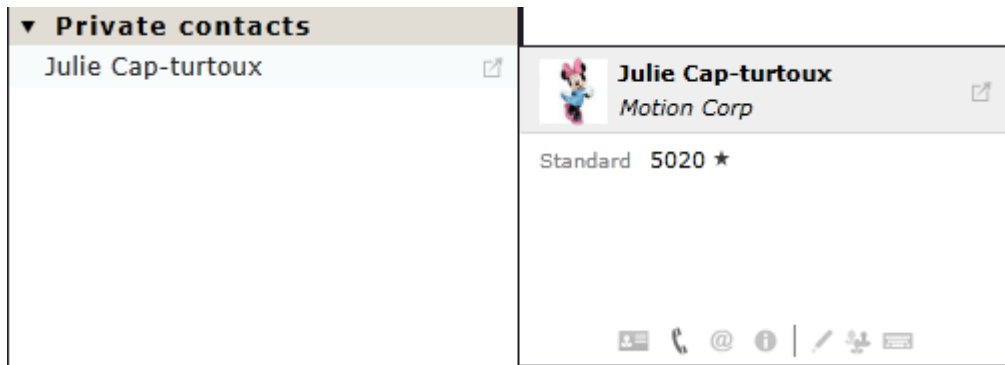 Private contacts
Julie Cap-turtoux
Julie Cap-turtoux
Motion Corp
Standard 5020 ★